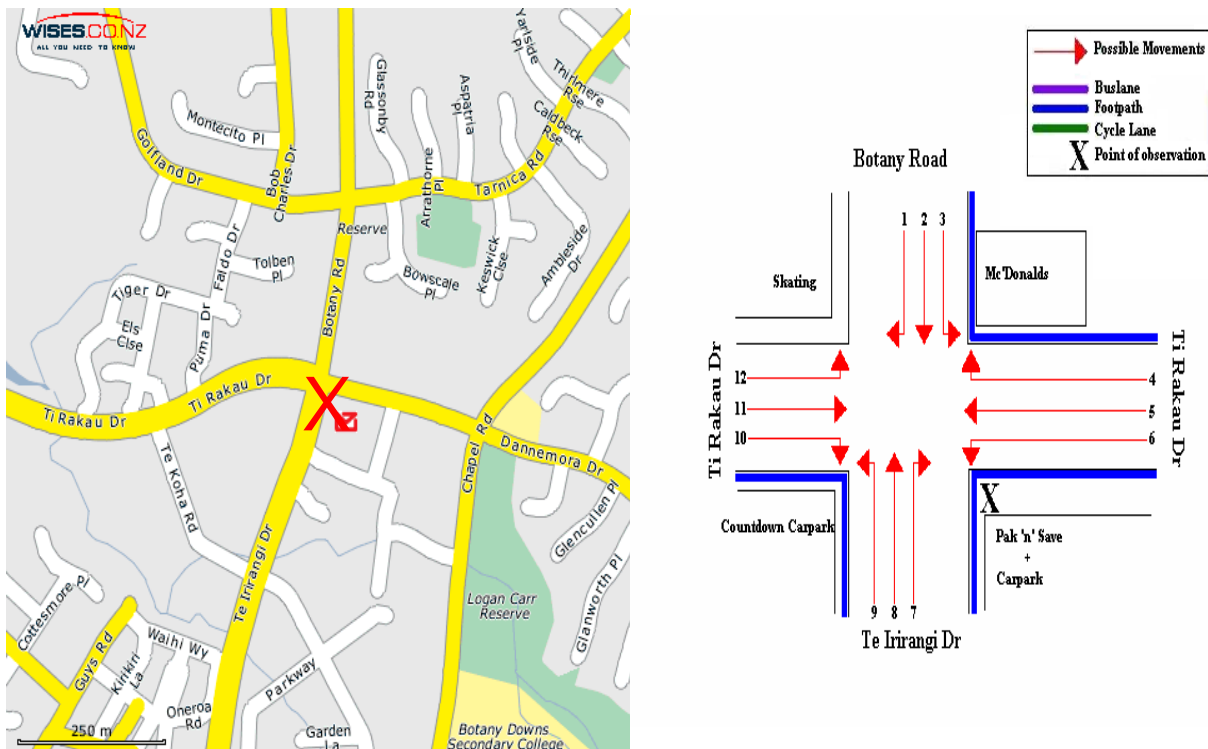 WISES.CO.NZ
ALL YOU NEED TO KNOW
Yarlside
Pl
Thirlmere
Rse
Glassonby
Rd
Aspatria
Pl
Caldbeck
Rse
Montecito Pl
Golfland Dr
Bob
Charles Dr
Arrathorne
Pl
Tarnica Rd
Reserve
Faldo Dr
Tolben
Pl
Bowscale
Pl
Keswick
Clse
Ambleside
Dr
Botany Rd
Tiger Dr
Els
Clse
Puma Dr
Ti Rakau Dr
Ti Rakau Dr
X
Te Koha Rd
Chapel Rd
Dannemora Dr
Glencullen Pl
Te Irirangi Dr
Logan Carr
Reserve
Glanworth Pl
Cottesmore Pl
Guys Rd
Waihi Wy
Kirikiri
La
Parkway
Oneroa
Rd
250 m
Garden
La
Botany Downs
Secondary College
Possible Movements
Buslane
Footpath
Cycle Lane
X Point of observation
Botany Road
1 2 3
Skating
Mc'Donalds
Ti Rakau Dr
Ti Rakau Dr
12
11
10
4
5
6
X
Countdown Carpark
Pak 'n' Save
+
Carpark
9 8 7
Te Irirangi Dr